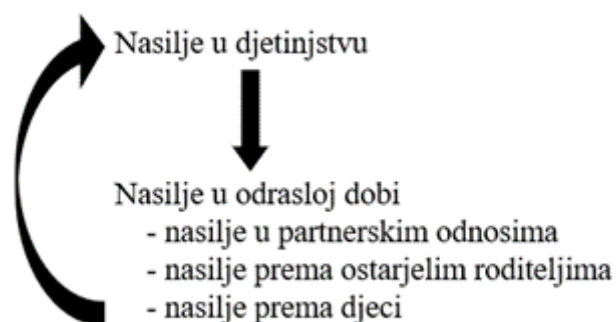 Nasilje u djetinjstvu
Nasilje u odrasloj dobi
- nasilje u partnerskim odnosima
- nasilje prema ostarjelim roditeljima
- nasilje prema djeci